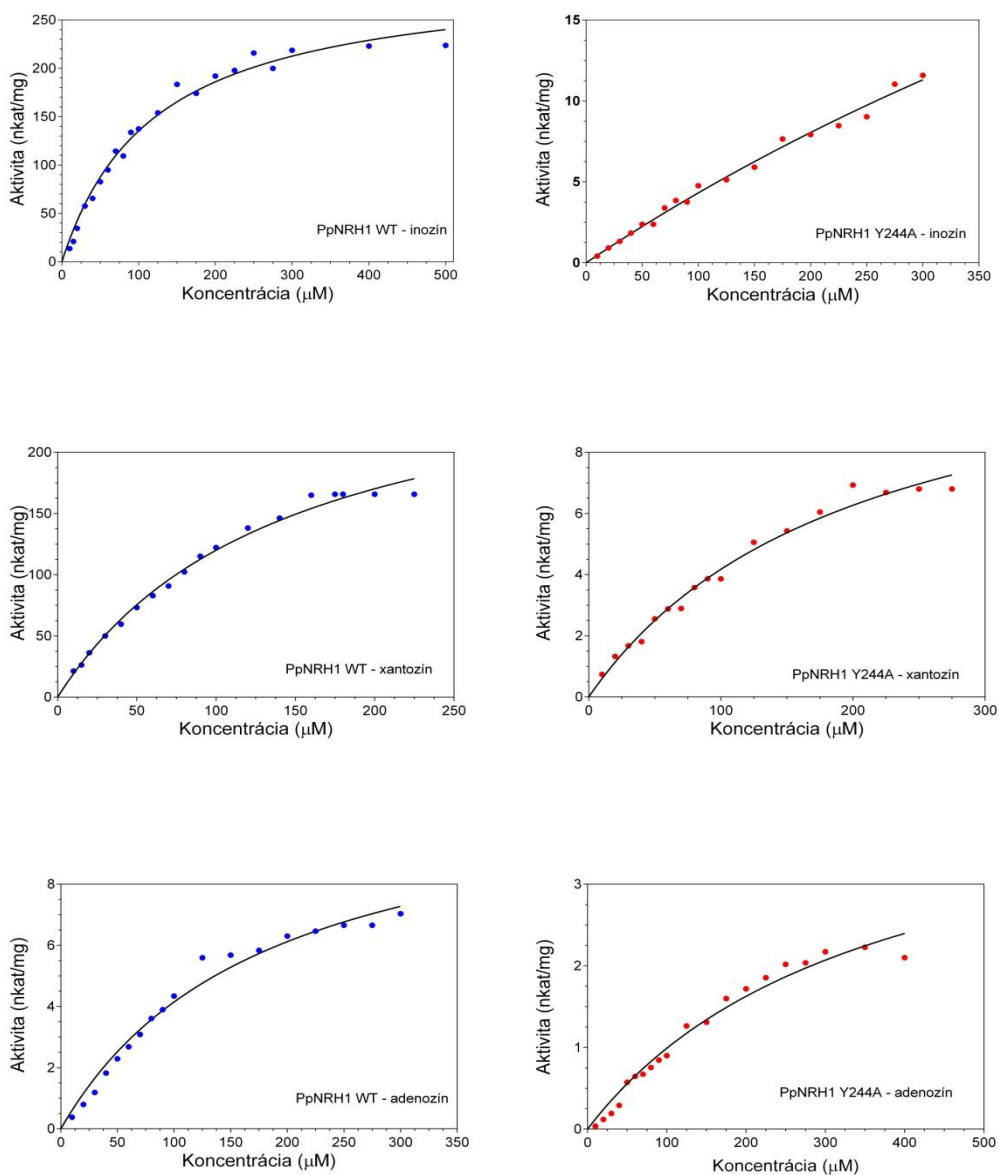 Aktivita (nkat/mg)
250
200
150
100
50
0
0 100 200 300 400 500
Koncentrácia (μM)
PpNRH1 WT - inozín
Aktivita (nkat/mg)
15
10
5
0
0 50 100 150 200 250 300 350
Koncentrácia (μM)
PpNRH1 Y244A - inozín
Aktivita (nkat/mg)
200
150
100
50
0
0 50 100 150 200 250
Koncentrácia (μM)
PpNRH1 WT - xantozín
Aktivita (nkat/mg)
8
6
4
2
0
0 100 200 300
Koncentrácia (μM)
PpNRH1 Y244A - xantozín
Aktivita (nkat/mg)
8
6
4
2
0
0 50 100 150 200 250 300 350
Koncentrácia (μM)
PpNRH1 WT - adenozín
Aktivita (nkat/mg)
3
2
1
0
0 100 200 300 400 500
Koncentrácia (μM)
PpNRH1 Y244A - adenozín